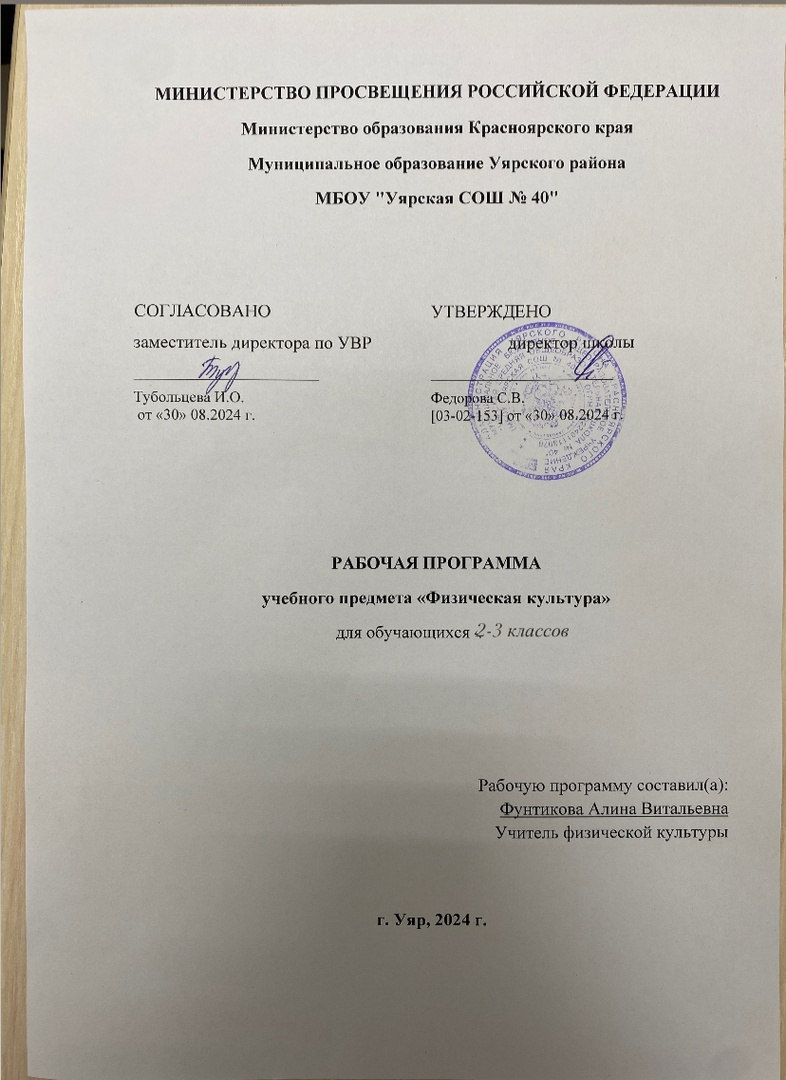 МИНИСТЕРСТВО ПРОСВЕЩЕНИЯ РОССИЙСКОЙ ФЕДЕРАЦИИ
Министерство образования Красноярского края
Муниципальное образование Уярского района
МБОУ "Уярская СОШ № 40"
СОГЛАСОВАНО
заместитель директора по УВР
Тубольцева И.О.
от «30» 08.2024 г.
УТВЕРЖДЕНО
директор школы
Федорова С.В.
[03-02-153] от «30» 08.2024 г.
РАБОЧАЯ ПРОГРАММА
учебного предмета «Физическая культура»
для обучающихся 2-3 классов
Рабочую программу составил(а):
Фунтикова Алина Витальевна
Учитель физической культуры
г. Уяр, 2024 г.